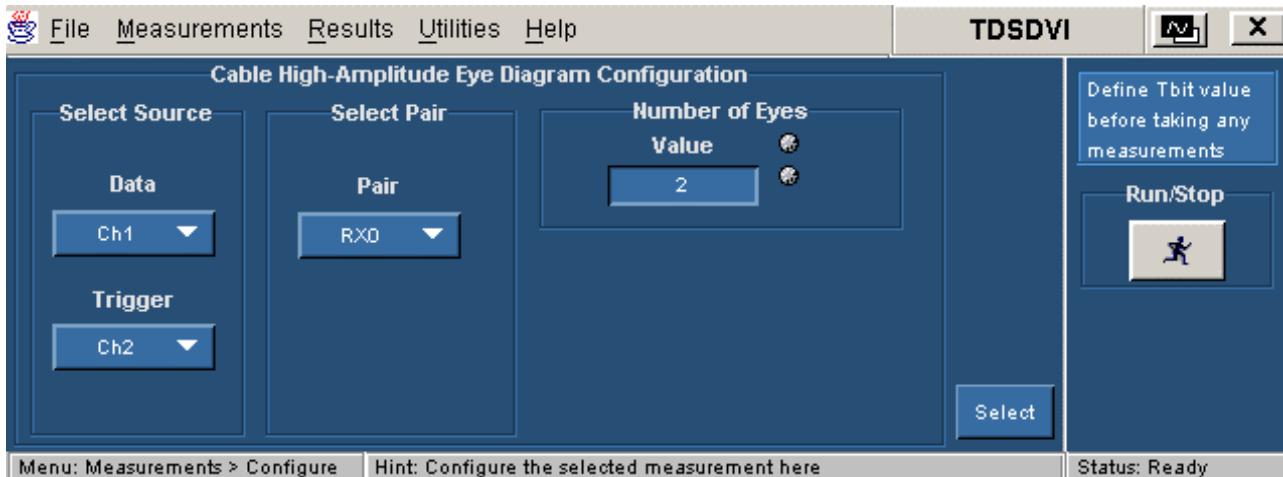 File Measurements Results Utilities Help TDSDVI X
Cable High-Amplitude Eye Diagram Configuration
Select Source
Data
Ch1
Trigger
Ch2
Select Pair
Pair
RX0
Number of Eyes
Value
2
Select
Define Tbit value
before taking any
measurements
Run/Stop
Menu: Measurements > Configure
Hint: Configure the selected measurement here
Status: Ready